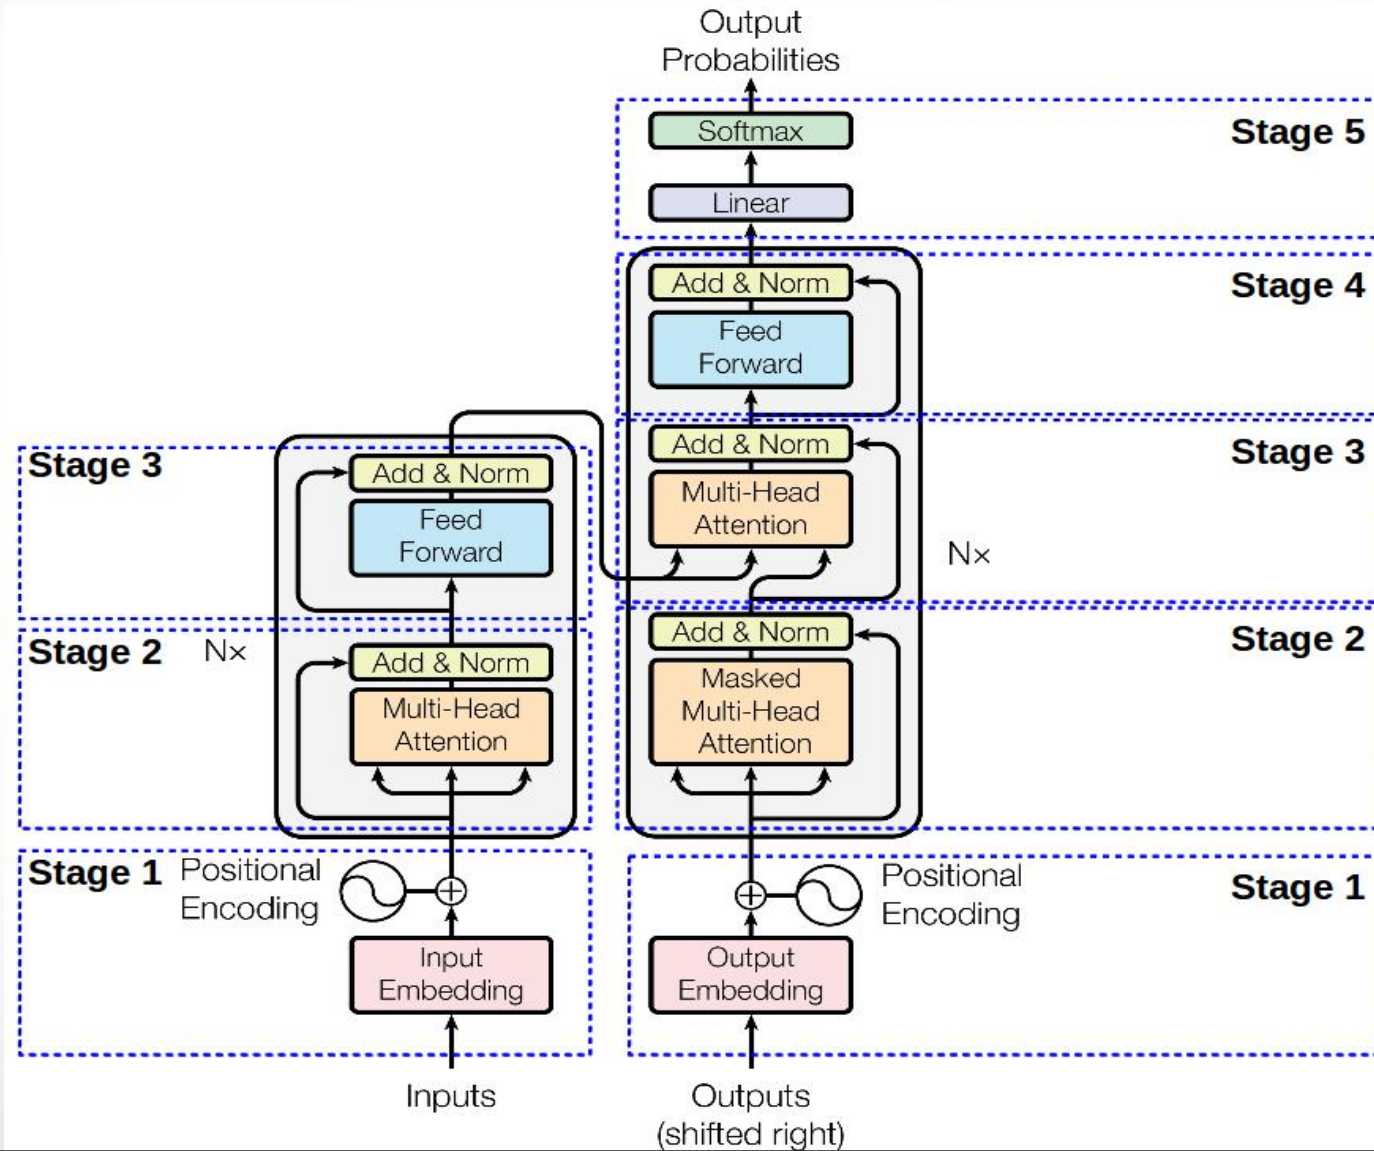 Output
Probabilities
Softmax
Stage 5
Linear
Add & Norm
Stage 4
Feed
Forward
Add & Norm
Stage 3
Multi-Head
Attention
Nx
Add & Norm
Stage 2
Masked
Multi-Head
Attention
Stage 3
Add & Norm
Feed
Forward
Stage 2
Nx
Add & Norm
Multi-Head
Attention
Stage 1
Positional
Encoding
Input
Embedding
Inputs
Positional
Encoding
Stage 1
Output
Embedding
Outputs
(shifted right)